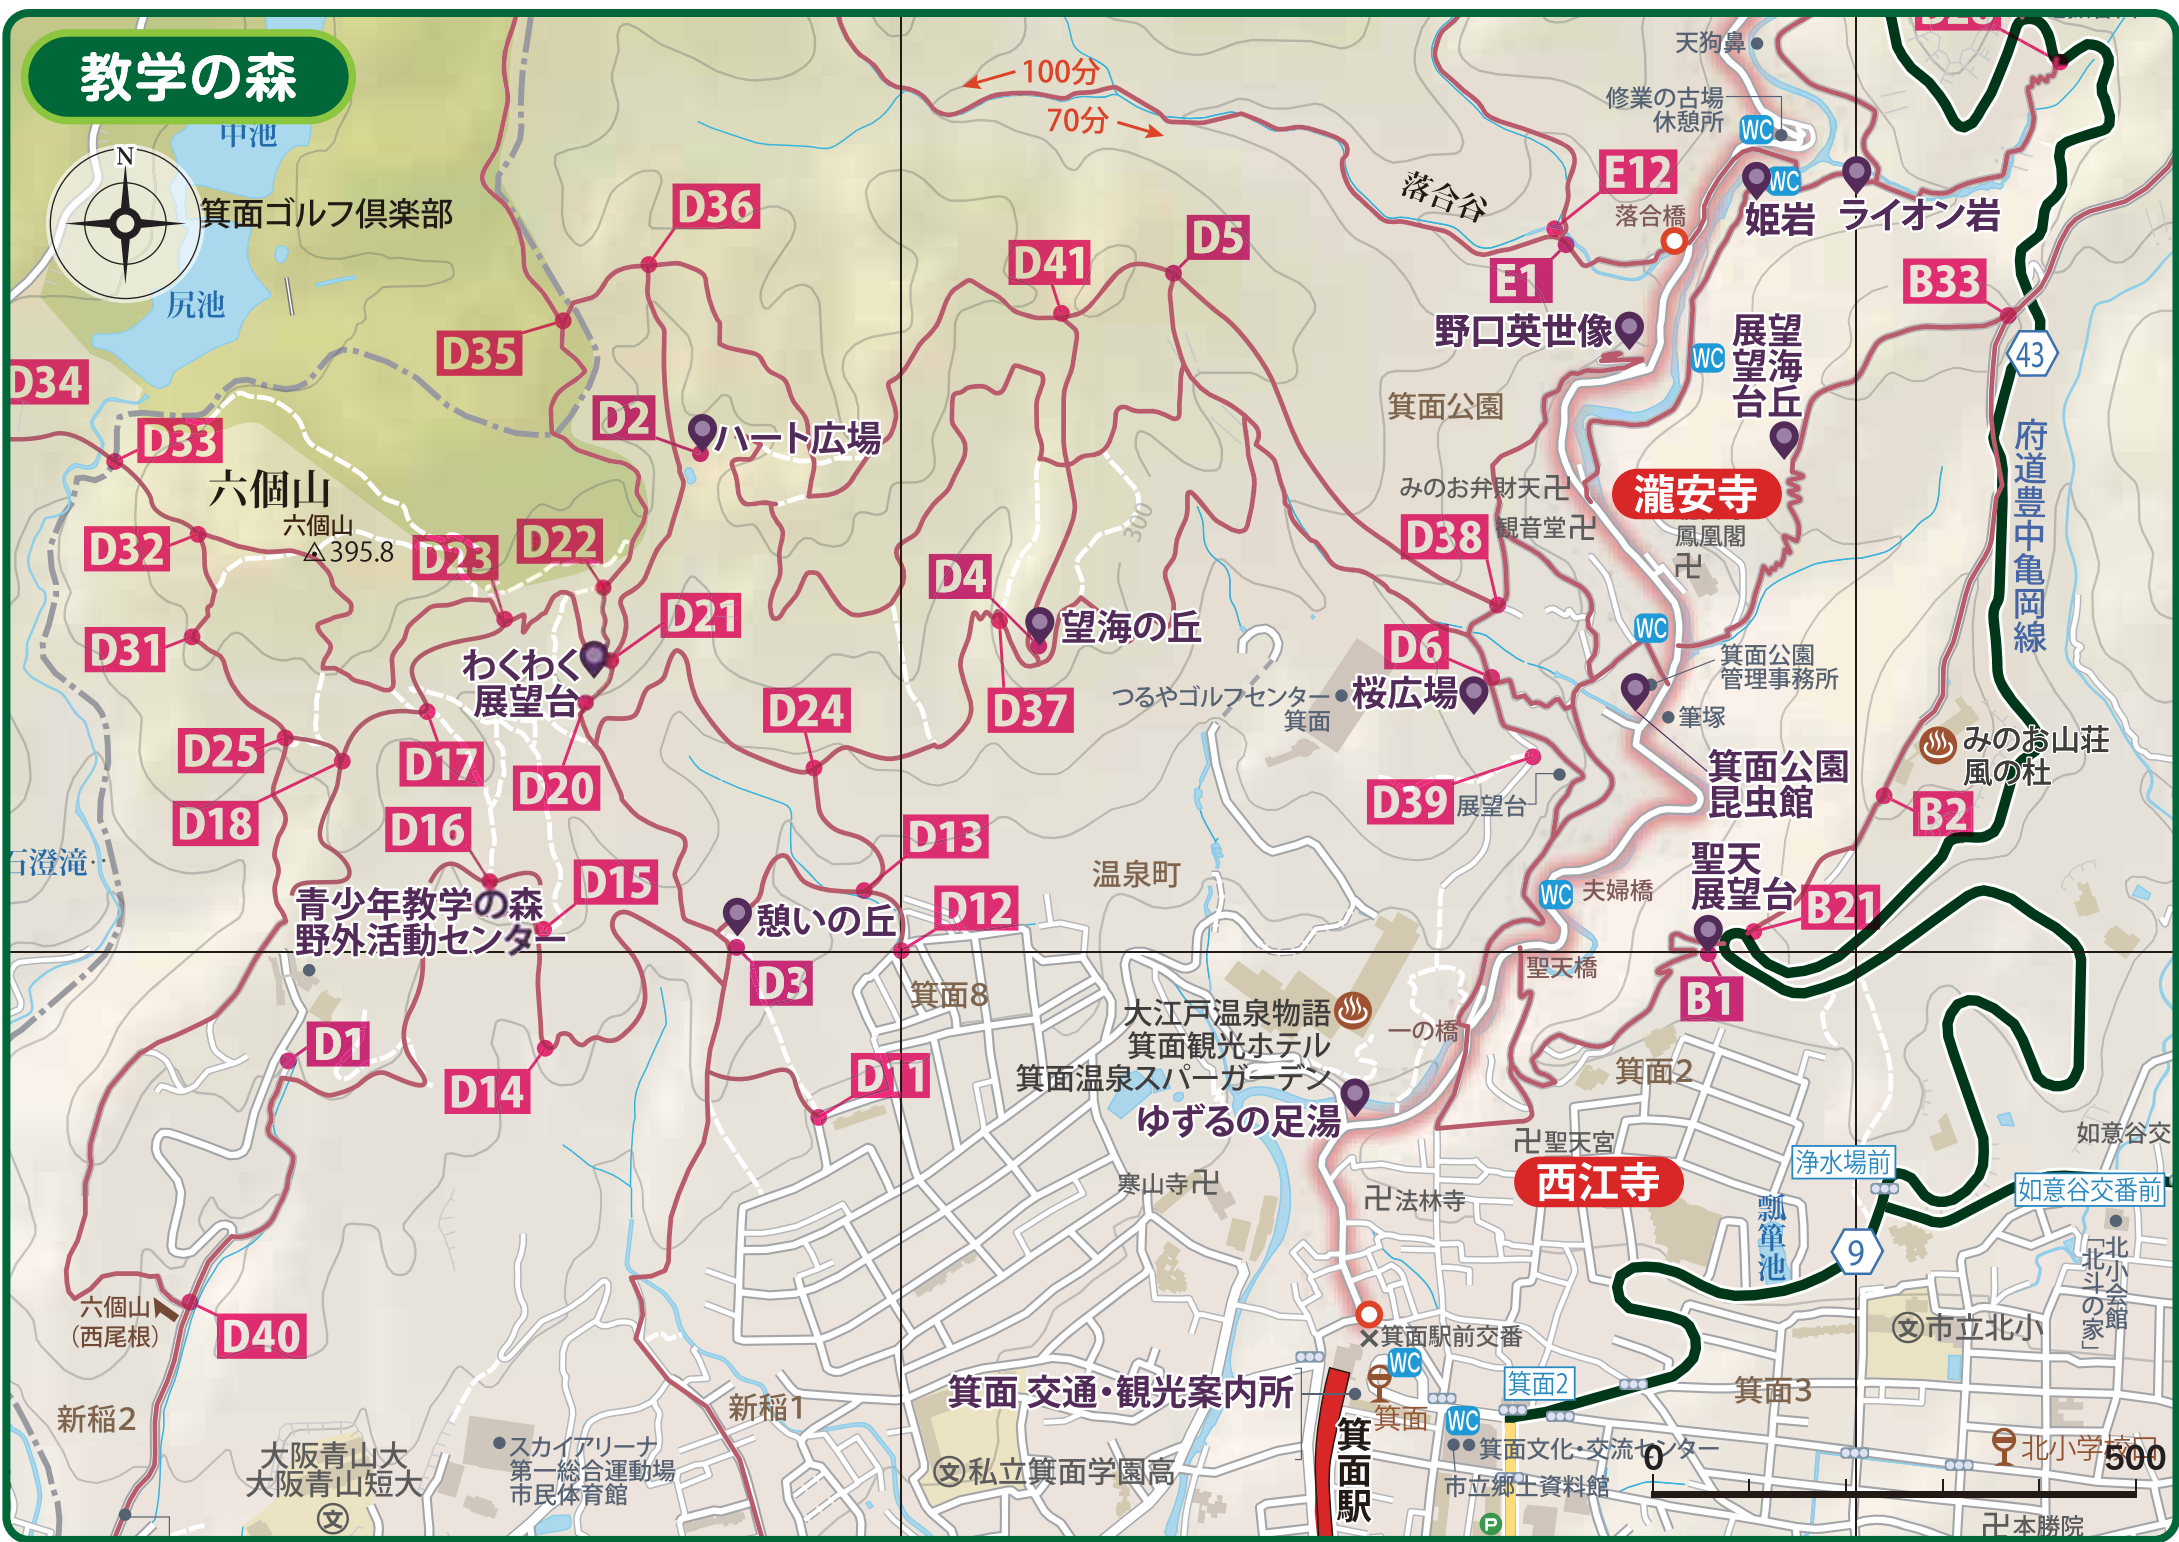 教学の森
中池
N
箕面ゴルフ倶楽部
尻池
100分
70分
落合谷
天狗鼻
修業の古場
休憩所
WC
WC
姫岩
ライオン岩
E12
落合橋
E1
D36
D41
D5
B33
D35
野口英世像
WC
展望
望海
台丘
43
府道豊中亀岡線
D34
D2
ハート広場
箕面公園
D33
六個山
六個山
395.8
みのお弁財天
瀧安寺
観音堂
鳳凰閣
300
D32
D23
D22
D38
D4
D31
D21
望海の丘
WC
わくわく
展望台
D6
箕面公園
管理事務所
D37
D24
つるやゴルフセンター
箕面
桜広場
筆塚
D25
D17
D20
みのお山荘
風の杜
箕面公園
昆虫館
D18
D16
D39
展望台
B2
D13
石澄滝
温泉町
聖天
展望台
D15
D12
WC
夫婦橋
B21
青少年教学の森
野外活動センター
憩いの丘
D3
箕面8
聖天橋
B1
大江戸温泉物語
箕面観光ホテル
箕面温泉スパーガーデン
一の橋
D1
D14
D11
箕面2
ゆずるの足湯
聖天宮
如意谷交
浄水場前
寒山寺
西江寺
如意谷交番前
法林寺
瓢箪池
9
北小会館
「北斗の家」
六個山
(西尾根)
D40
箕面駅前交番
市立北小
WC
箕面 交通・観光案内所
箕面2
箕面3
箕面
新稲2
新稲1
WC
箕面駅
大阪青山大
大阪青山短大
文
スカイアリーナ
第一総合運動場
市民体育館
文
私立箕面学園高
箕面文化・交流センター
市立郷土資料館
P
文
北小学校
0
500
本勝院